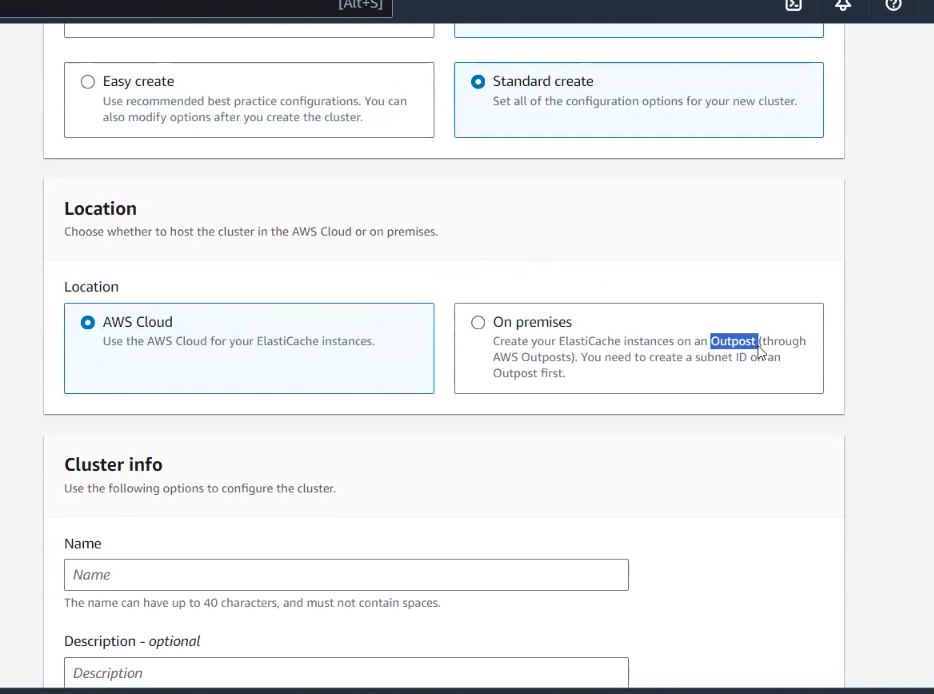 [Alt+S]
Easy create
Use recommended best practice configurations. You can
also modify options after you create the cluster.
Standard create
Set all of the configuration options for your new cluster.
Location
Choose whether to host the cluster in the AWS Cloud or on premises.
Location
AWS Cloud
Use the AWS Cloud for your ElastiCache instances.
On premises
Create your ElastiCache instances on an Outpost (through
AWS Outposts). You need to create a subnet ID on an
Outpost first.
Cluster info
Use the following options to configure the cluster.
Name
Name
The name can have up to 40 characters, and must not contain spaces.
Description - optional
Description